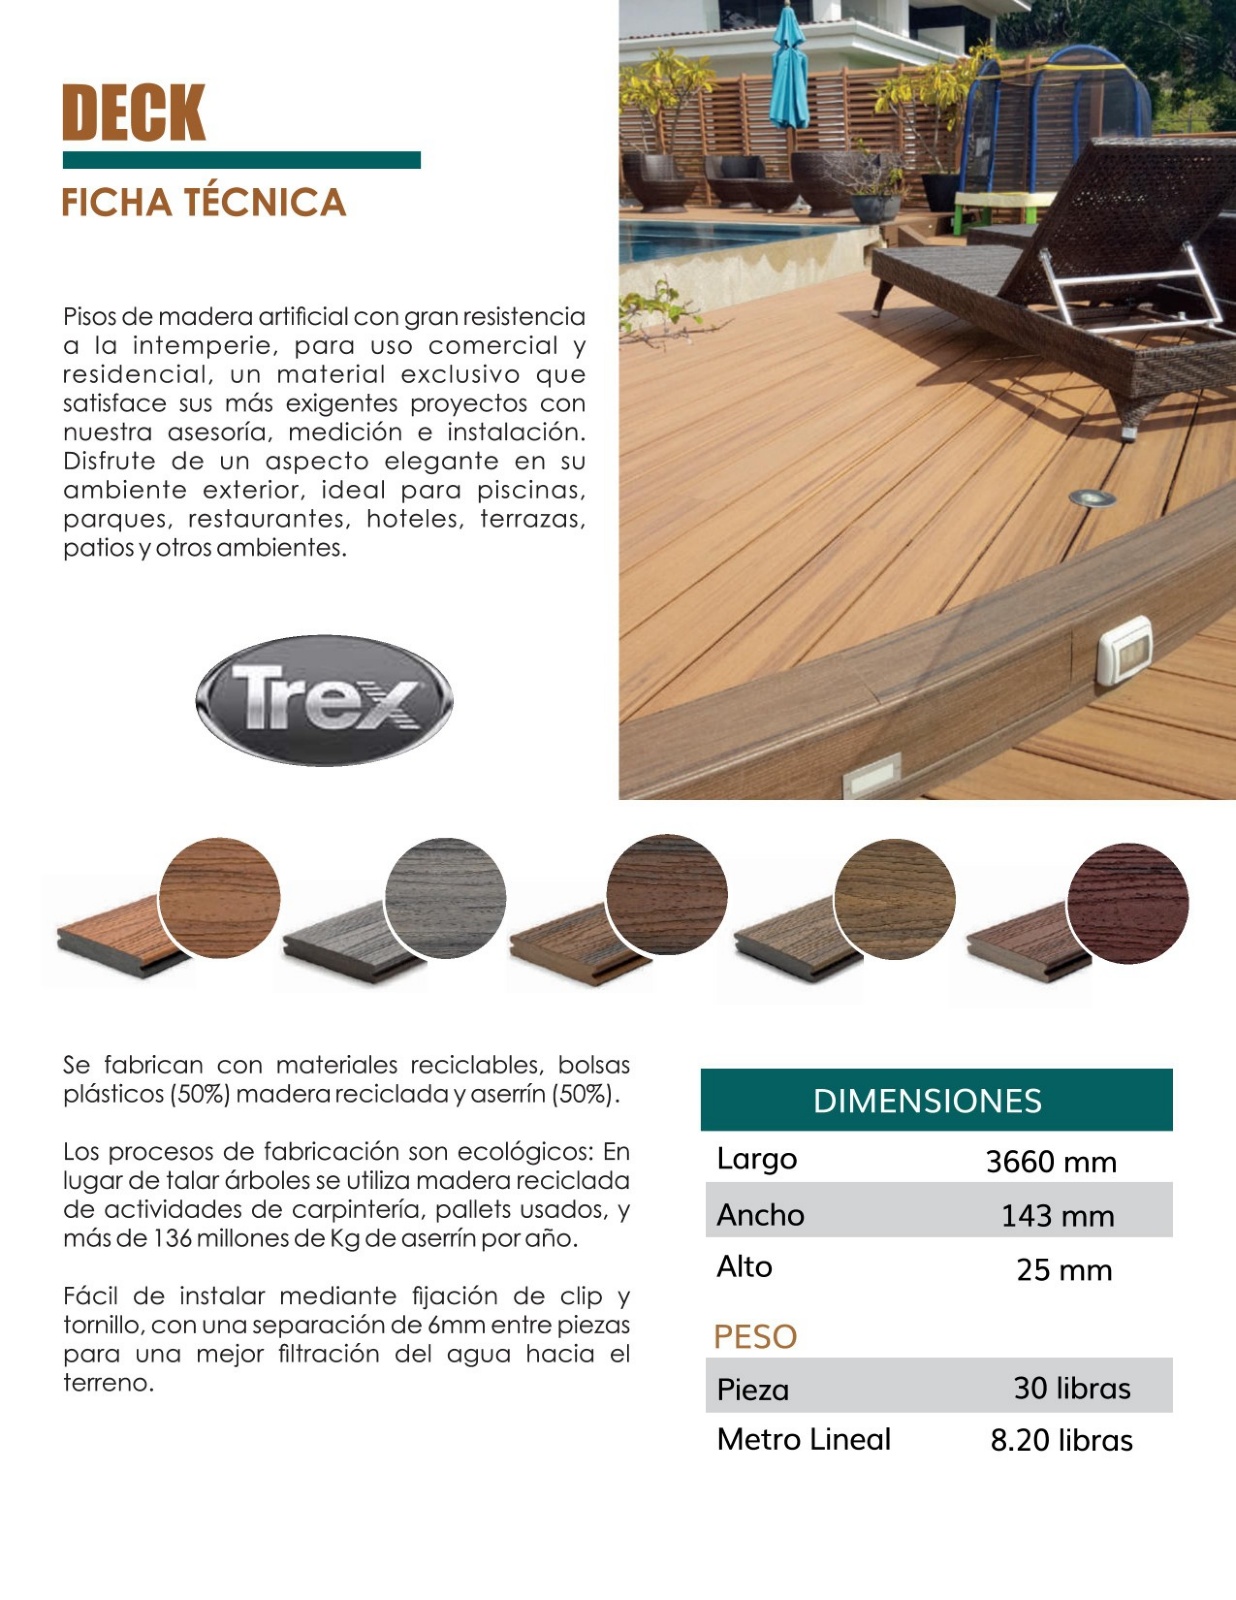 DECK
FICHA TÉCNICA
Pisos de madera artificial con gran resistencia
a la intemperie, para uso comercial y
residencial, un material exclusivo que
satisface sus más exigentes proyectos con
nuestra asesoría, medición e instalación.
Disfrute de un aspecto elegante en su
ambiente exterior, ideal para piscinas,
parques, restaurantes, hoteles, terrazas,
patios y otros ambientes.
Trex
Se fabrican con materiales reciclables, bolsas
plásticos (50%) madera reciclada y aserrín (50%).
Los procesos de fabricación son ecológicos: En
lugar de talar árboles se utiliza madera reciclada
de actividades de carpintería, pallets usados, y
más de 136 millones de Kg de aserrín por año.
Fácil de instalar mediante fijación de clip y
tornillo, con una separación de 6mm entre piezas
para una mejor filtración del agua hacia el
terreno.
DIMENSIONES
Largo 3660 mm
Ancho 143 mm
Alto 25 mm
PESO
Pieza 30 libras
Metro Lineal 8.20 libras